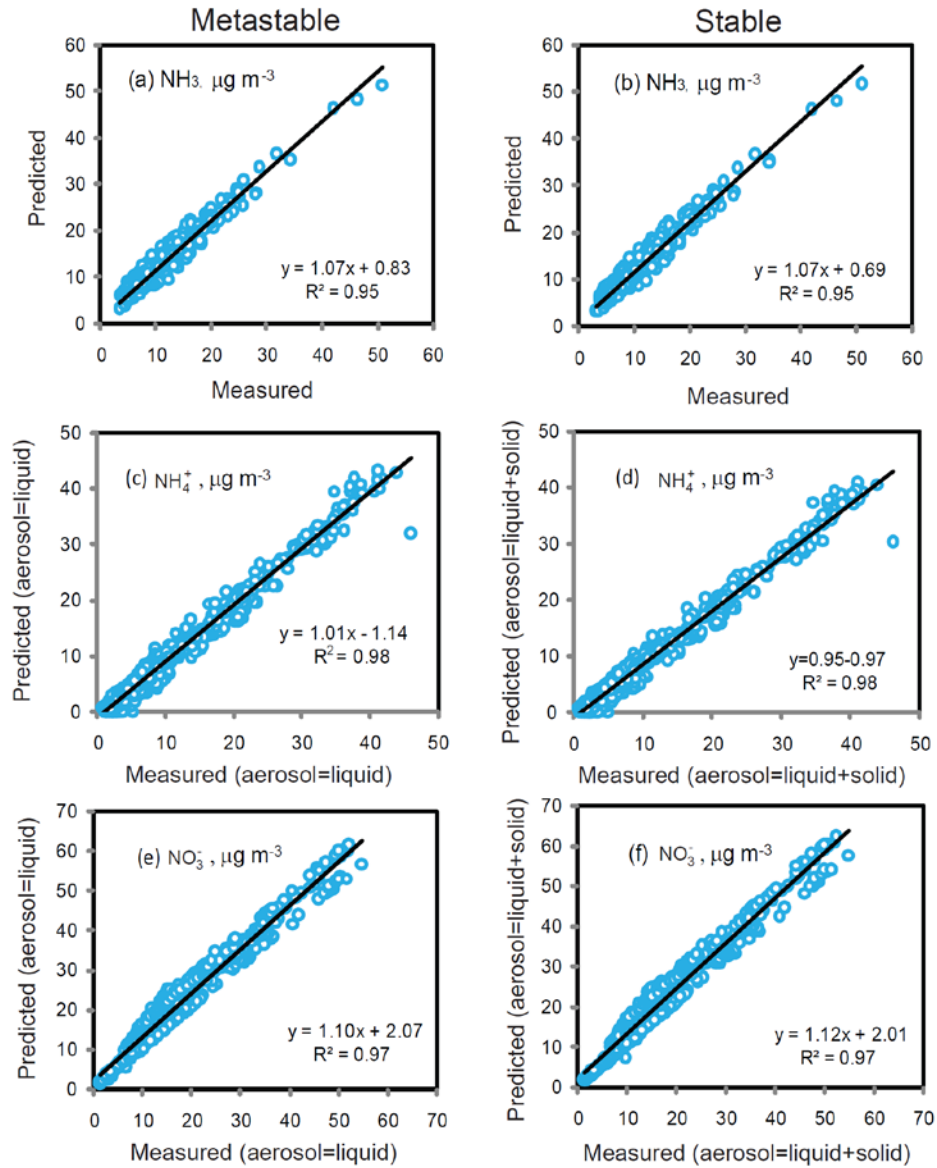 Metastable
Stable
60
50
40
30
20
10
0
Predicted
(a) NH₃, μg m⁻³
y = 1.07x + 0.83
R² = 0.95
0 10 20 30 40 50 60
Measured
60
50
40
30
20
10
0
Predicted
(b) NH₃, μg m⁻³
y = 1.07x + 0.69
R² = 0.95
0 10 20 30 40 50 60
Measured
50
40
30
20
10
0
Predicted (aerosol=liquid)
(c) NH₄⁺ , μg m⁻³
y = 1.01x - 1.14
R² = 0.98
0 10 20 30 40 50
Measured (aerosol=liquid)
50
40
30
20
10
0
Predicted (aerosol=liquid+solid)
(d) NH₄⁺ , μg m⁻³
y=0.95-0.97
R² = 0.98
0 10 20 30 40 50
Measured (aerosol=liquid+solid)
70
60
50
40
30
20
10
0
Predicted (aerosol=liquid)
(e) NO₃⁻ , μg m⁻³
y = 1.10x + 2.07
R² = 0.97
0 10 20 30 40 50 60 70
Measured (aerosol=liquid)
70
60
50
40
30
20
10
0
Predicted (aerosol=liquid+solid)
(f) NO₃⁻ , μg m⁻³
y = 1.12x + 2.01
R² = 0.97
0 10 20 30 40 50 60 70
Measured (aerosol=liquid+solid)